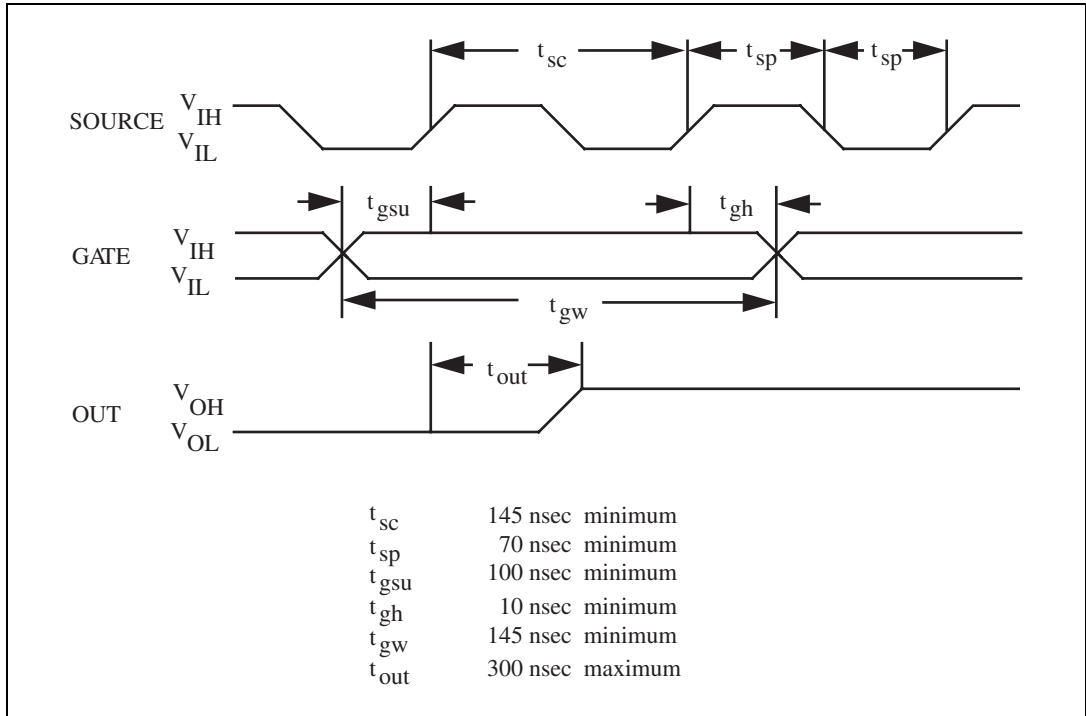 t sc t sp t sp
SOURCE V IH
V IL
t gsu t gh
GATE V IH
V IL
t gw
t out
OUT V OH
V OL
t sc 145 nsec minimum
t sp 70 nsec minimum
t gsu 100 nsec minimum
t gh 10 nsec minimum
t gw 145 nsec minimum
t out 300 nsec maximum